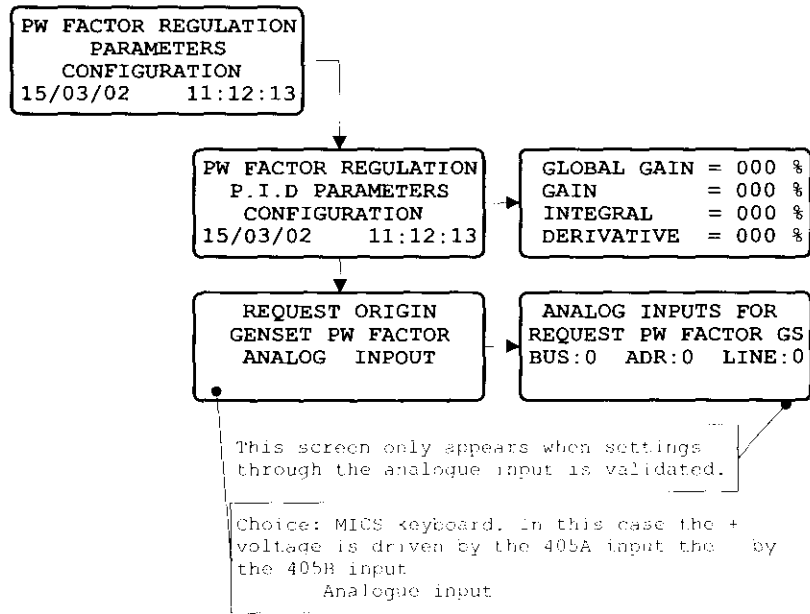 PW FACTOR REGULATION
PARAMETERS
CONFIGURATION
15/03/02 11:12:13
PW FACTOR REGULATION
P.I.D PARAMETERS
CONFIGURATION
15/03/02 11:12:13
GLOBAL GAIN = 000 %
GAIN = 000 %
INTEGRAL = 000 %
DERIVATIVE = 000 %
REQUEST ORIGIN
GENSET PW FACTOR
ANALOG INPOUT
ANALOG INPUTS FOR
REQUEST PW FACTOR GS
BUS:0 ADR:0 LINE:0
This screen only appears when settings
through the analogue input is validated.
Choice: MICS keyboard. In this case the +
voltage is driven by the 405A input the by
the 405B input
Analogue input